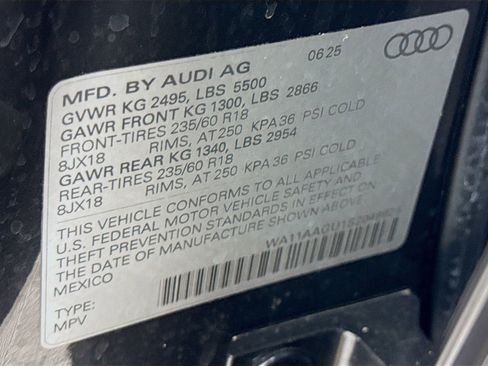 MFD. BY AUDI AG 06 25
GVWR KG 2495, LBS 5500
GAWR FRONT KG 1300, LBS 2866
FRONT-TIRES 235/60 R18
8JX18 RIMS, AT 250 KPA 36 PSI COLD
GAWR REAR KG 1340, LBS 2954
REAR-TIRES 235/60 R18
8JX18 RIMS, AT 250 KPA 36 PSI COLD
THIS VEHICLE CONFORMS TO ALL APPLICABLE
U.S. FEDERAL MOTOR VEHICLE SAFETY AND
THEFT PREVENTION STANDARDS IN EFFECT ON
THE DATE OF MANUFACTURE SHOWN ABOVE.
MEXICO
TYPE:
MPV